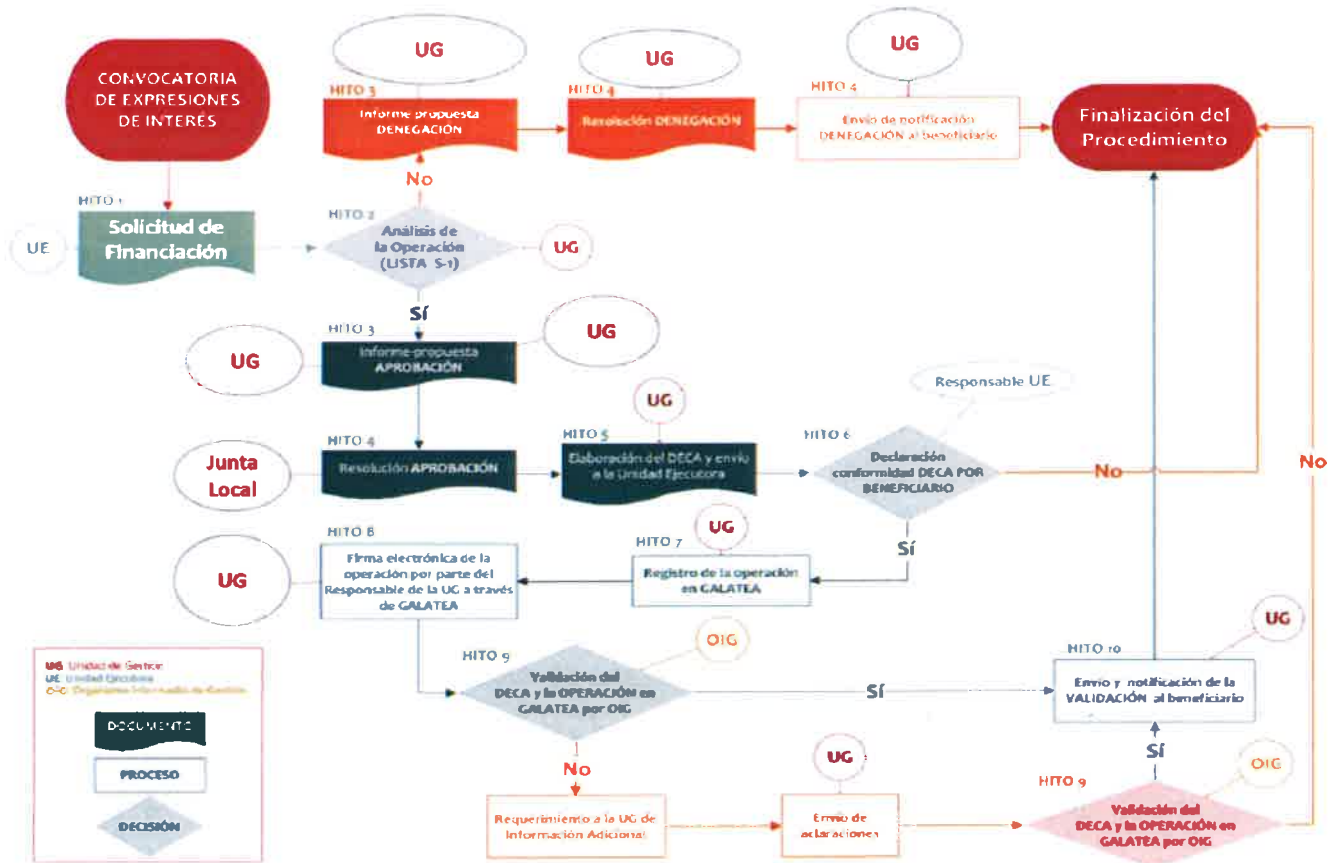 CONVOCATORIA
DE EXPRESIONES
DE INTERÉS
UG
HITO 3
Informe propuesta
DENEGACIÓN
UG
HITO 4
Resolución DENEGACIÓN
UG
HITO 4
Envío de notificación
DENEGACIÓN al beneficiario
Finalización del
Procedimiento
No
HITO 1
UE
Solicitud de
Financiación
HITO 2
Análisis de
la Operación
(LISTA S-1)
UG
Sí
HITO 3
UG
Informe-propuesta
APROBACIÓN
UG
HITO 4
Junta
Local
Resolución APROBACIÓN
UG
HITO 5
Elaboración del DECA y envío
a la Unidad Ejecutora
Responsable UE
HITO 6
Declaración
conformidad DECA POR
BENEFICIARIO
No
No
Sí
HITO 8
UG
Firma electrónica de la
operación por parte del
Responsable de la UG a través
de GALATEA
UG
HITO 7
Registro de la operación
en GALATEA
OIG
HITO 9
Validación del
DECA y la OPERACIÓN en
GALATEA por OIG
Sí
UG
HITO 10
Envío y notificación de la
VALIDACIÓN al beneficiario
Sí
No
Requerimiento a la UG de
Información Adicional
UG
Envío de
aclaraciones
OIG
HITO 9
Validación del
DECA y la OPERACIÓN en
GALATEA por OIG
UG Unidad de Gestión
UE Unidad Ejecutora
OIG Organismo Intermedio de Gestión
DOCUMENTO
PROCESO
DECISIÓN